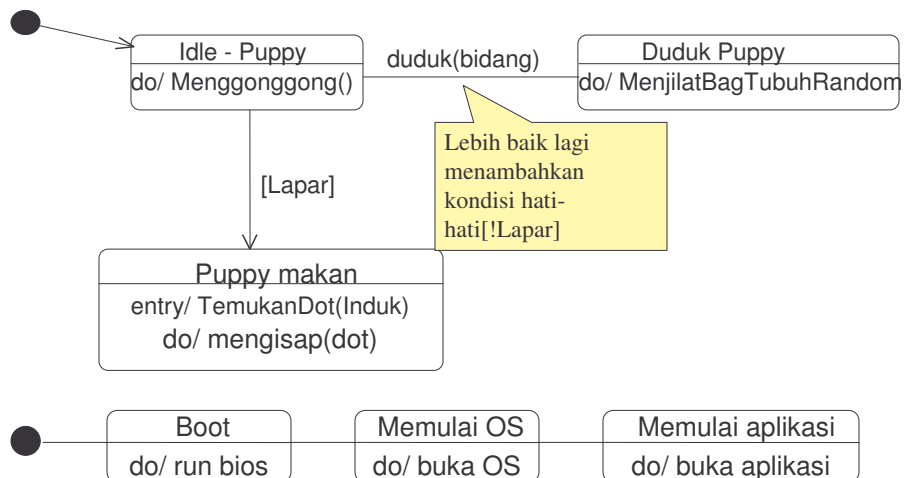 Idle - Puppy
do/ Menggonggong()
duduk(bidang)
Duduk Puppy
do/ MenjilatBagTubuhRandom
Lebih baik lagi
menambahkan
kondisi hati-
hati[!Lapar]
[Lapar]
Puppy makan
entry/ TemukanDot(Induk)
do/ mengisap(dot)
Boot
do/ run bios
Memulai OS
do/ buka OS
Memulai aplikasi
do/ buka aplikasi